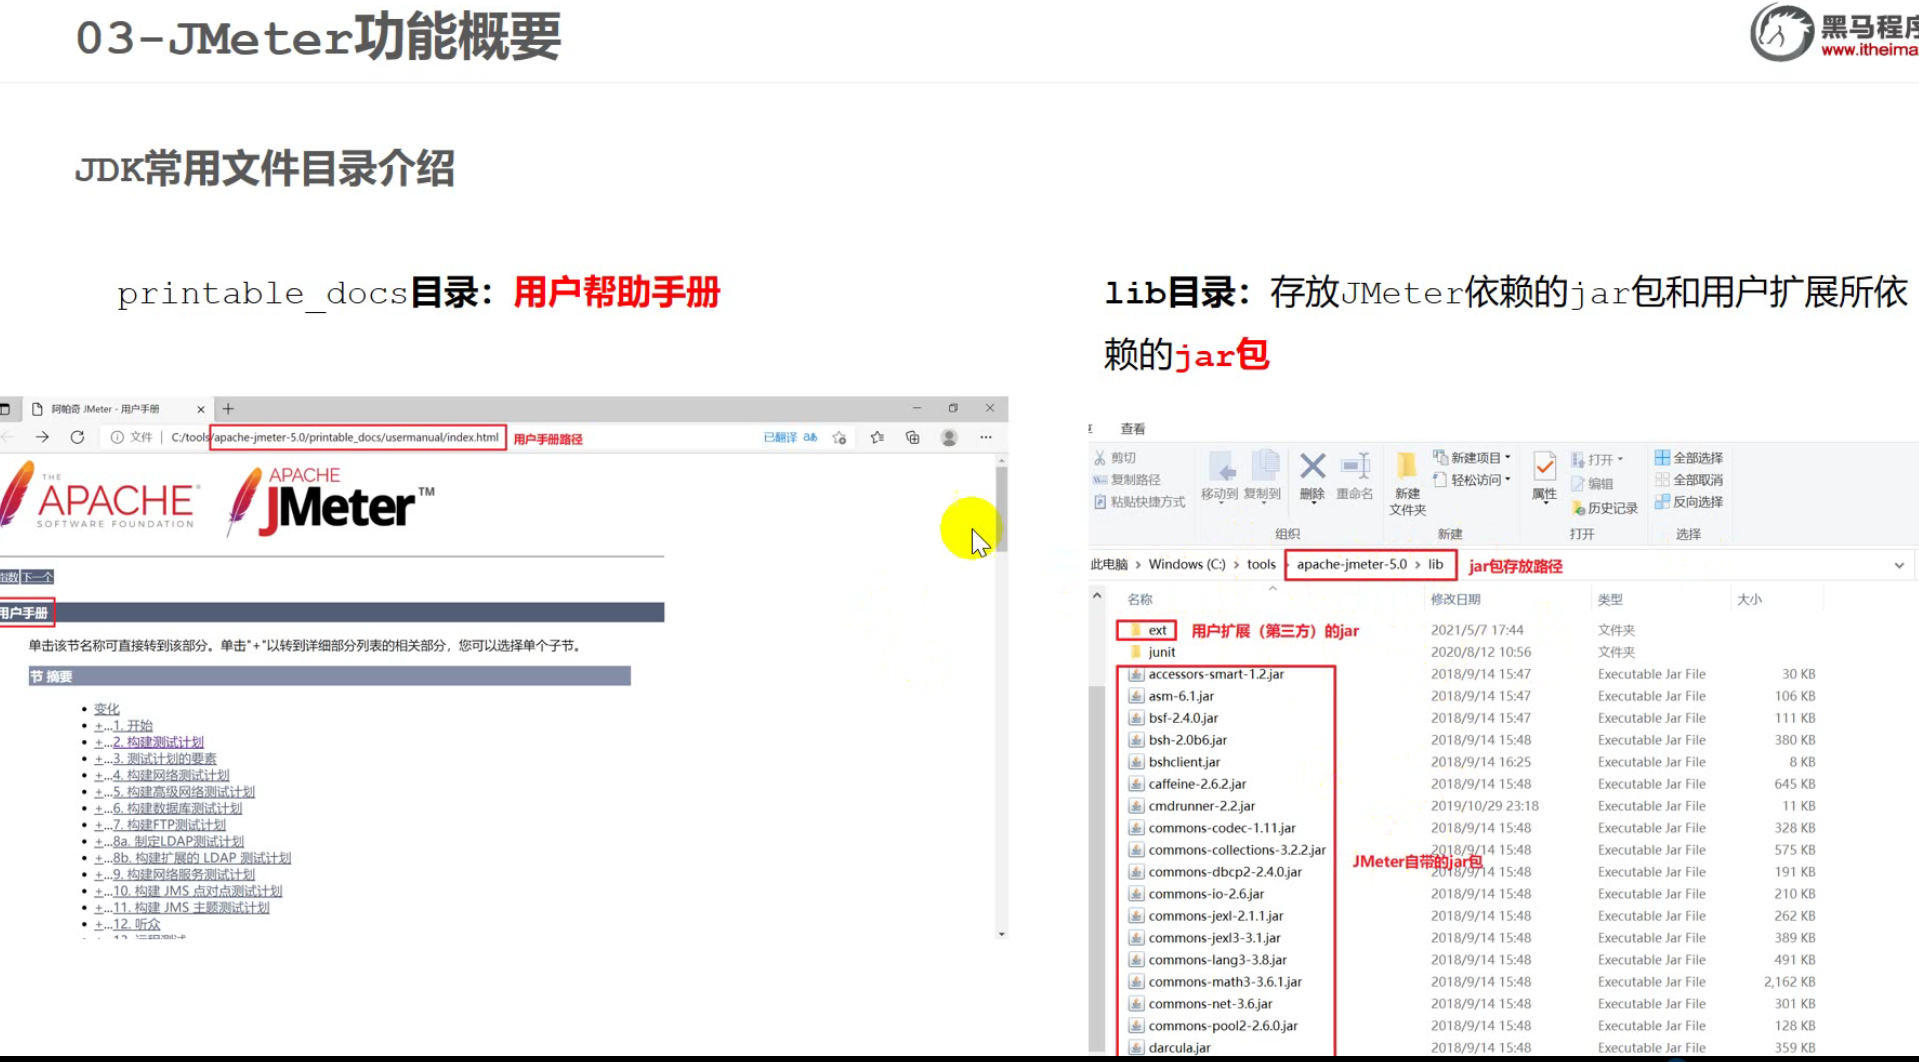 03-JMeter功能概要
黑马程序
www.itheima
JDK常用文件目录介绍
printable_docs目录：用户帮助手册
阿帕奇 JMeter - 用户手册
文件
C:/tools/apache-jmeter-5.0/printable_docs/usermanual/index.html
用户手册路径
已翻译
THE
APACHE
SOFTWARE FOUNDATION
APACHE
JMeter™
指数 下一个
用户手册
单击该节名称可直接转到该部分。单击"+"以转到详细部分列表的相关部分，您可以选择单个子节。
节 摘要
变化
+...1. 开始
+...2. 构建测试计划
+...3. 测试计划的要素
+...4. 构建网络测试计划
+...5. 构建高级网络测试计划
+...6. 构建数据库测试计划
+...7. 构建FTP测试计划
+...8a. 制定LDAP测试计划
+...8b. 构建扩展的 LDAP 测试计划
+...9. 构建网络服务测试计划
+...10. 构建 JMS 点对点测试计划
+...11. 构建 JMS 主题测试计划
+...12. 听众
lib目录：存放JMeter依赖的jar包和用户扩展所依
赖的jar包
查看
剪切
复制路径
粘贴快捷方式
移动到 复制到
删除 重命名
组织
新建
文件夹
新建项目
轻松访问
新建
属性
打开
编辑
历史记录
打开
全部选择
全部取消
反向选择
选择
此电脑 › Windows (C:) › tools › apache-jmeter-5.0 › lib
jar包存放路径
名称 修改日期 类型 大小
ext 用户扩展（第三方）的jar 2021/5/7 17:44 文件夹
junit 2020/8/12 10:56 文件夹
accessors-smart-1.2.jar 2018/9/14 15:47 Executable Jar File 30 KB
asm-6.1.jar 2018/9/14 15:47 Executable Jar File 106 KB
bsf-2.4.0.jar 2018/9/14 15:47 Executable Jar File 111 KB
bsh-2.0b6.jar 2018/9/14 15:48 Executable Jar File 380 KB
bshclient.jar 2018/9/14 16:25 Executable Jar File 8 KB
caffeine-2.6.2.jar 2018/9/14 15:48 Executable Jar File 645 KB
cmdrunner-2.2.jar 2019/10/29 23:18 Executable Jar File 11 KB
commons-codec-1.11.jar 2018/9/14 15:48 Executable Jar File 328 KB
commons-collections-3.2.2.jar 2018/9/14 15:48 Executable Jar File 575 KB
JMeter自带的jar包
commons-dbcp2-2.4.0.jar 2018/9/14 15:48 Executable Jar File 191 KB
commons-io-2.6.jar 2018/9/14 15:48 Executable Jar File 210 KB
commons-jexl-2.1.1.jar 2018/9/14 15:48 Executable Jar File 262 KB
commons-jexl3-3.1.jar 2018/9/14 15:48 Executable Jar File 389 KB
commons-lang3-3.8.jar 2018/9/14 15:48 Executable Jar File 491 KB
commons-math3-3.6.1.jar 2018/9/14 15:48 Executable Jar File 2,162 KB
commons-net-3.6.jar 2018/9/14 15:48 Executable Jar File 301 KB
commons-pool2-2.6.0.jar 2018/9/14 15:48 Executable Jar File 128 KB
darcula.jar 2018/9/14 15:48 Executable Jar File 359 KB